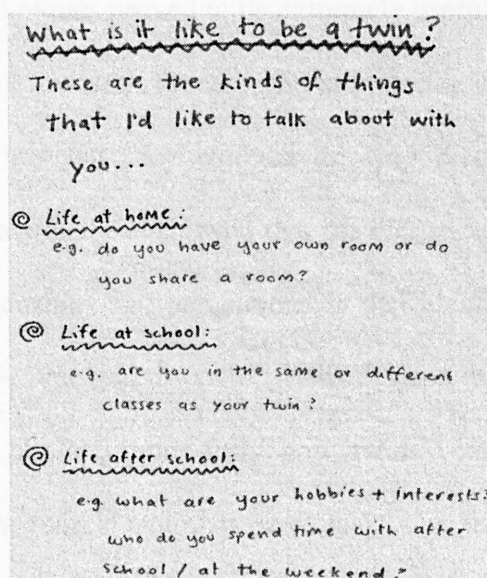 What is it like to be a twin?
These are the kinds of things
that I'd like to talk about with
you...
Life at home:
e.g. do you have your own room or do
you share a room?
Life at school:
e.g. are you in the same or different
classes as your twin?
Life after school:
e.g. what are your hobbies + interests?
who do you spend time with after
school / at the weekend?